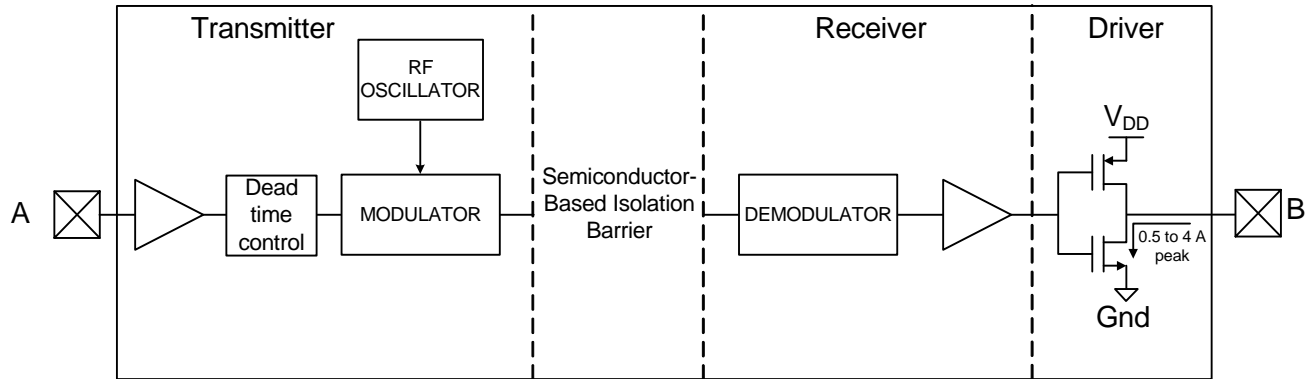 Transmitter
Receiver
Driver
RF
OSCILLATOR
V_DD
A
Dead
time
control
MODULATOR
Semiconductor-
Based Isolation
Barrier
DEMODULATOR
B
0.5 to 4 A
peak
Gnd